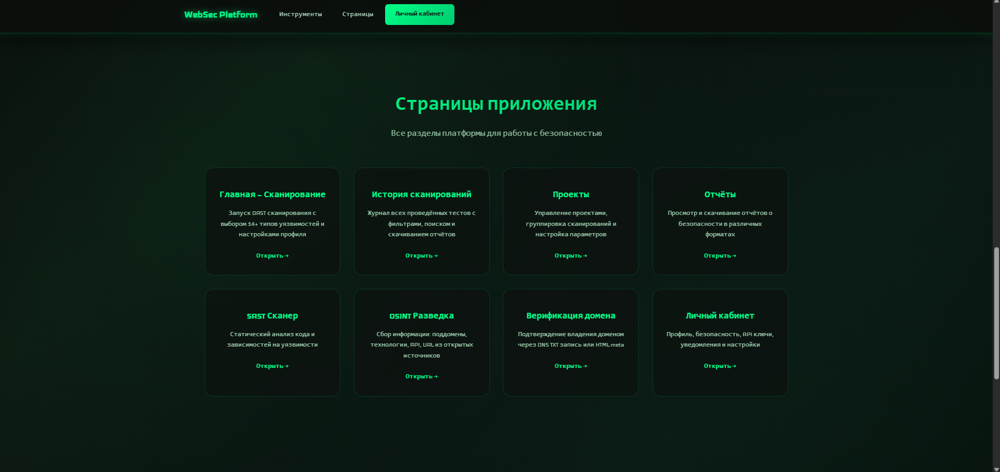 WebSec Platform
Инструменты
Страницы
Личный кабинет
Страницы приложения
Все разделы платформы для работы с безопасностью
Главная – Сканирование
Запуск DAST сканирования с
выбором 14+ типов уязвимостей и
настройками профиля
Открыть →
История сканирований
Журнал всех проведённых тестов с
фильтрами, поиском и
скачиванием отчётов
Открыть →
Проекты
Управление проектами,
группировка сканирований и
настройка параметров
Открыть →
Отчёты
Просмотр и скачивание отчётов о
безопасности в различных
форматах
Открыть →
SAST Сканер
Статический анализ кода и
зависимостей на уязвимости
Открыть →
OSINT Разведка
Сбор информации: поддомены,
технологии, API, URL из открытых
источников
Открыть →
Верификация домена
Подтверждение владения доменом
через DNS TXT запись или HTML meta
Открыть →
Личный кабинет
Профиль, безопасность, API ключи,
уведомления и настройки
Открыть →